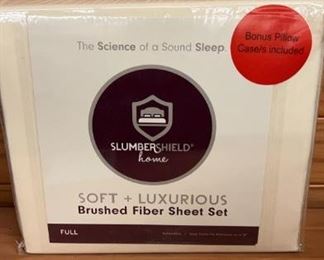 The Science of a Sound Sleep.
Bonus Pillow
Case/s included
SLUMBERSHIELD®
home
SOFT + LUXURIOUS
Brushed Fiber Sheet Set
FULL